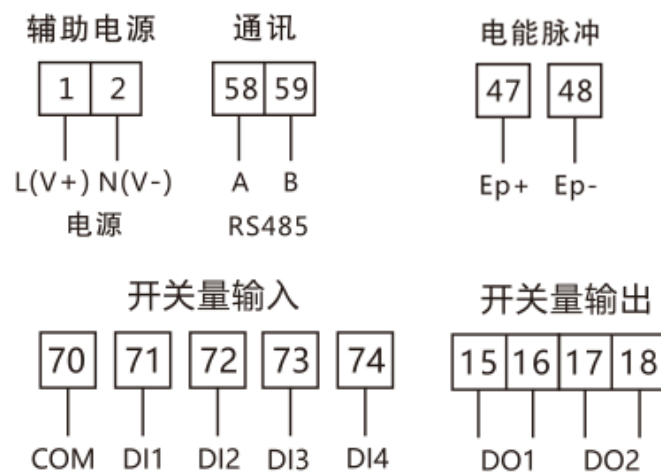 辅助电源 通讯 电能脉冲
1 2 58 59 47 48
L(V+) N(V-) A B Ep+ Ep-
电源 RS485
开关量输入 开关量输出
70 71 72 73 74 15 16 17 18
COM DI1 DI2 DI3 DI4 DO1 DO2